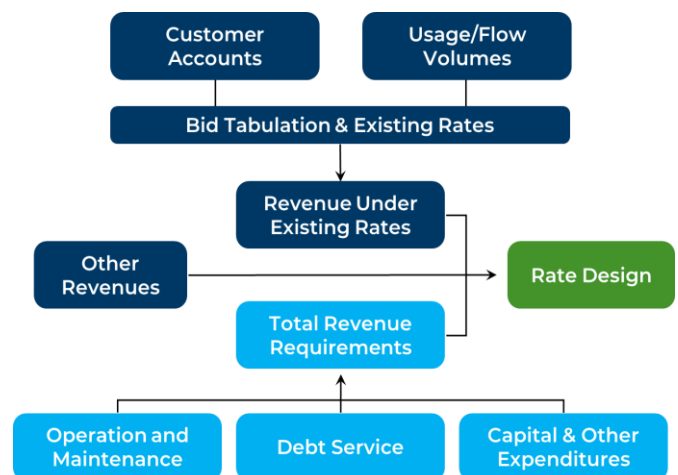 Customer
Accounts
Usage/Flow
Volumes
Bid Tabulation & Existing Rates
Revenue Under
Existing Rates
Other
Revenues
Rate Design
Total Revenue
Requirements
Operation and
Maintenance
Debt Service
Capital & Other
Expenditures